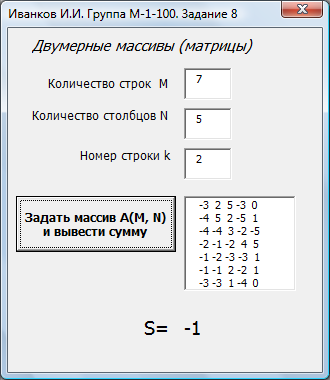 Иванков И.И. Группа М-1-100. Задание 8
Двумерные массивы (матрицы)
Количество строк М 7
Количество столбцов N 5
Номер строки k 2
Задать массив А(М, N)
и вывести сумму
-3 2 5 -3 0
-4 5 2 -5 1
-4 -4 3 -2 -5
-2 -1 -2 4 5
-1 -2 -3 -3 1
-1 -1 2 -2 1
-3 -3 1 -4 0
S= -1